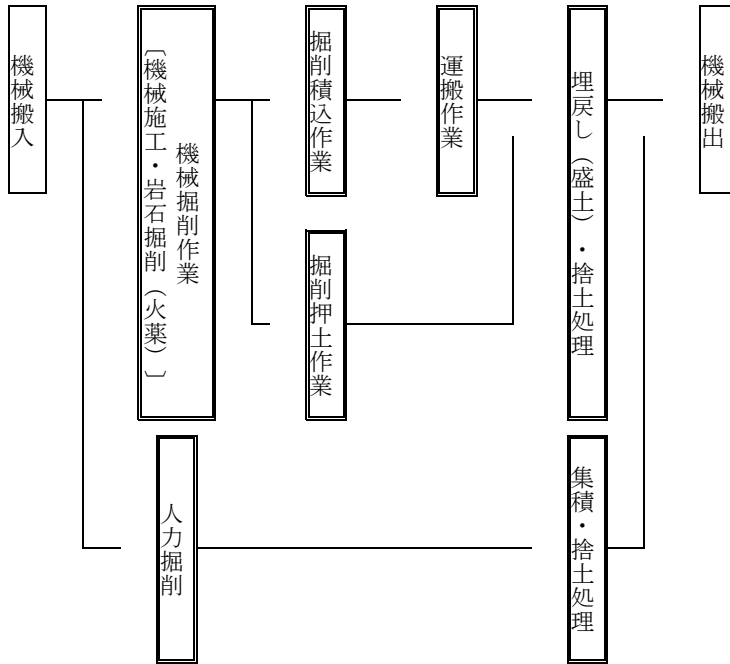 機械搬入
機械掘削作業
〔機械施工・岩石掘削（火薬）〕
掘削積込作業
掘削押土作業
運搬作業
埋戻し（盛土）・捨土処理
機械搬出
人力掘削
集積・捨土処理